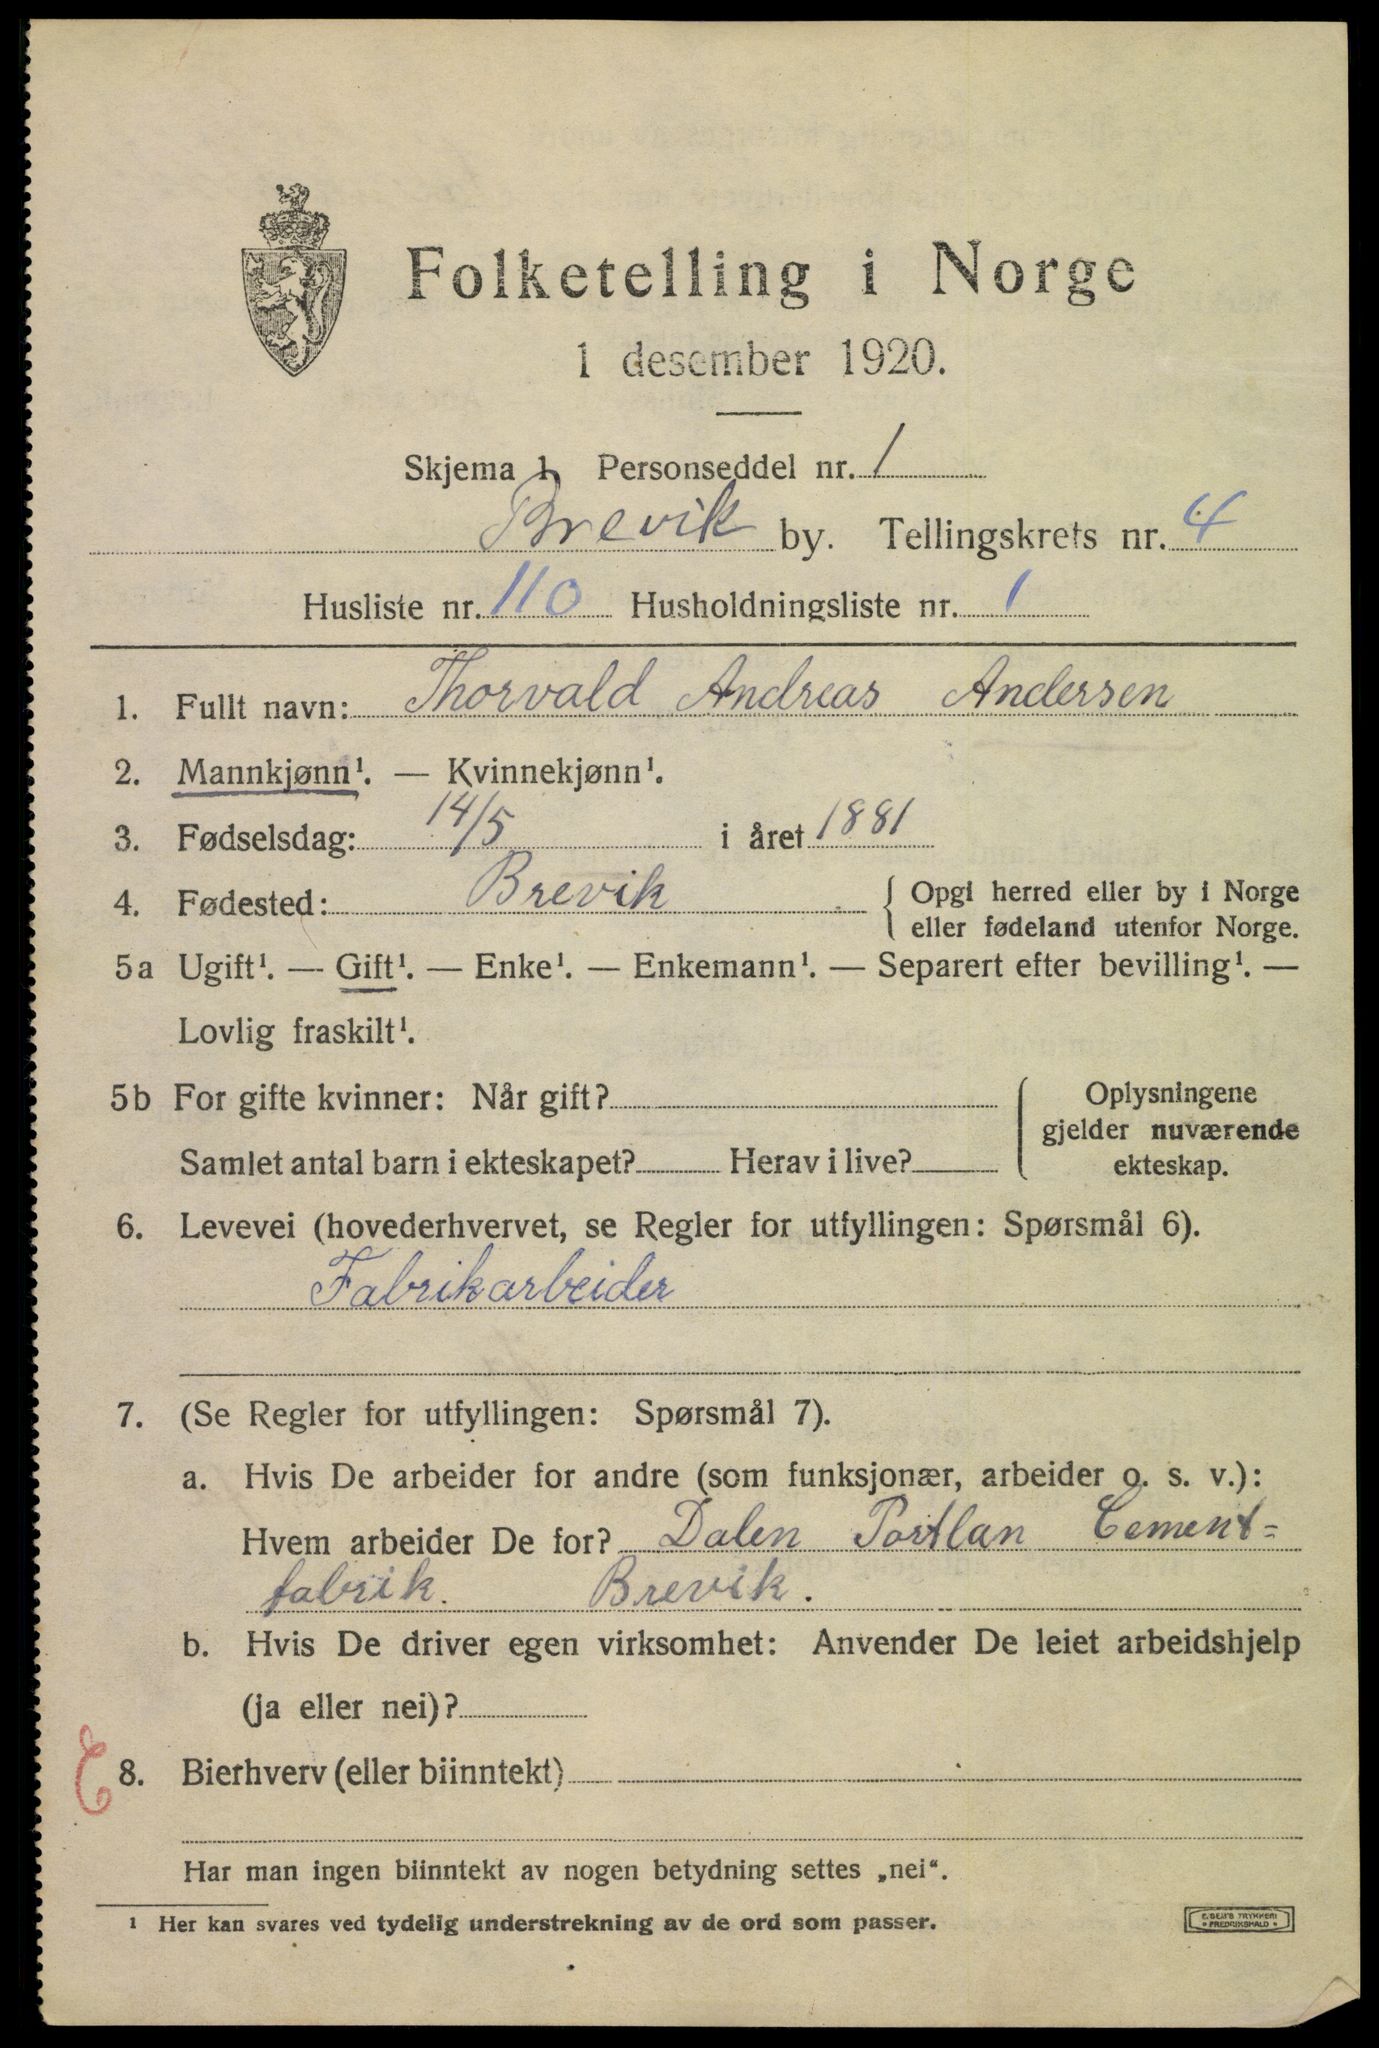 Folketelling i Norge
1 desember 1920.
Skjema 1. Personseddel nr. 1
Brevik by. Tellingskrets nr. 4
Husliste nr. 110 Husholdningsliste nr. 1
1. Fullt navn: Thorvald Andreas Andersen
2. Mannkjønn¹. — Kvinnekjønn¹.
3. Fødselsdag: 14/5 i året 1881
4. Fødested: Brevik { Opgi herred eller by i Norge
eller fødeland utenfor Norge.
5a Ugift¹. — Gift¹. — Enke¹. — Enkemann¹. — Separert efter bevilling¹. —
Lovlig fraskilt¹.
5b For gifte kvinner: Når gift? { Oplysningene
gjelder nuværende
Samlet antal barn i ekteskapet? Herav i live? ekteskap.
6. Levevei (hovederhvervet, se Regler for utfyllingen: Spørsmål 6).
Fabrikarbeider
7. (Se Regler for utfyllingen: Spørsmål 7).
a. Hvis De arbeider for andre (som funksjonær, arbeider o. s. v.):
Hvem arbeider De for? Dalen Portlan Cement=
fabrik. Brevik.
b. Hvis De driver egen virksomhet: Anvender De leiet arbeidshjelp
(ja eller nei)?
E 8. Bierhverv (eller biinntekt) —
Har man ingen biinntekt av nogen betydning settes „nei“.
¹ Her kan svares ved tydelig understrekning av de ord som passer.
E. SEM'S TRYKKERI
• FREDRIKSHALD •